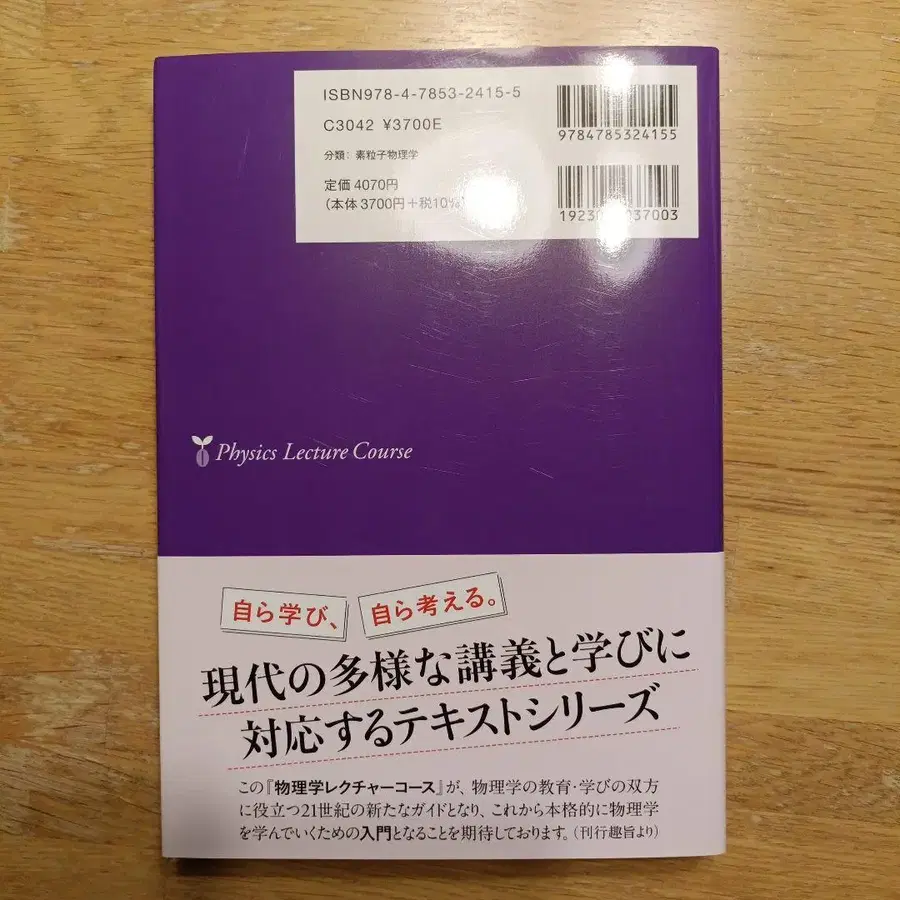 ISBN978-4-7853-2415-5
C3042 ¥3700E
分類: 素粒子物理学
定価 4070円
(本体 3700円+税10%)
9784785324155
Physics Lecture Course
自ら学び、 自ら考える。
現代の多様な講義と学びに
対応するテキストシリーズ
この『物理学レクチャーコース』が、物理学の教育・学びの双方
に役立つ21世紀の新たなガイドとなり、これから本格的に物理学
を学んでいくための入門となることを期待しております。(刊行趣旨より)